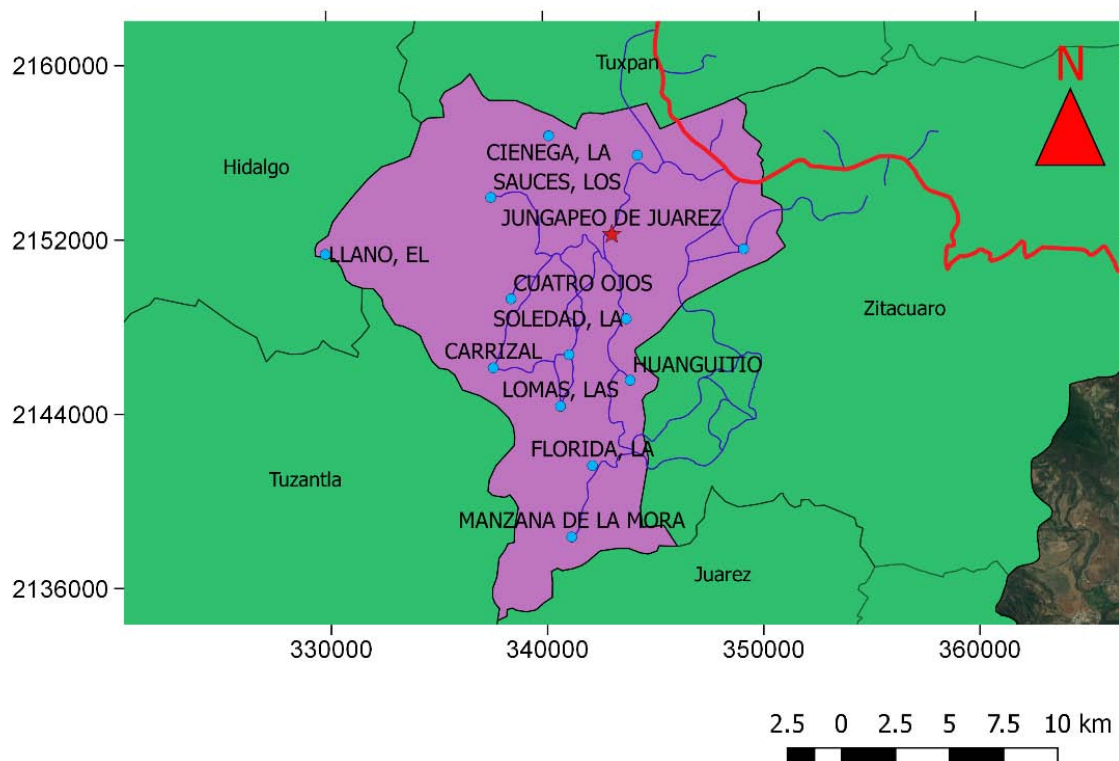 2160000
Tuxpan
N
CIENEGA, LA
Hidalgo
SAUCES, LOS
JUNGAPEO DE JUAREZ
2152000
LLANO, EL
CUATRO OJOS
Zitacuaro
SOLEDAD, LA
CARRIZAL
HUANGUITIO
LOMAS, LAS
2144000
FLORIDA, LA
Tuzantla
MANZANA DE LA MORA
Juarez
2136000
330000 340000 350000 360000
2.5 0 2.5 5 7.5 10 km